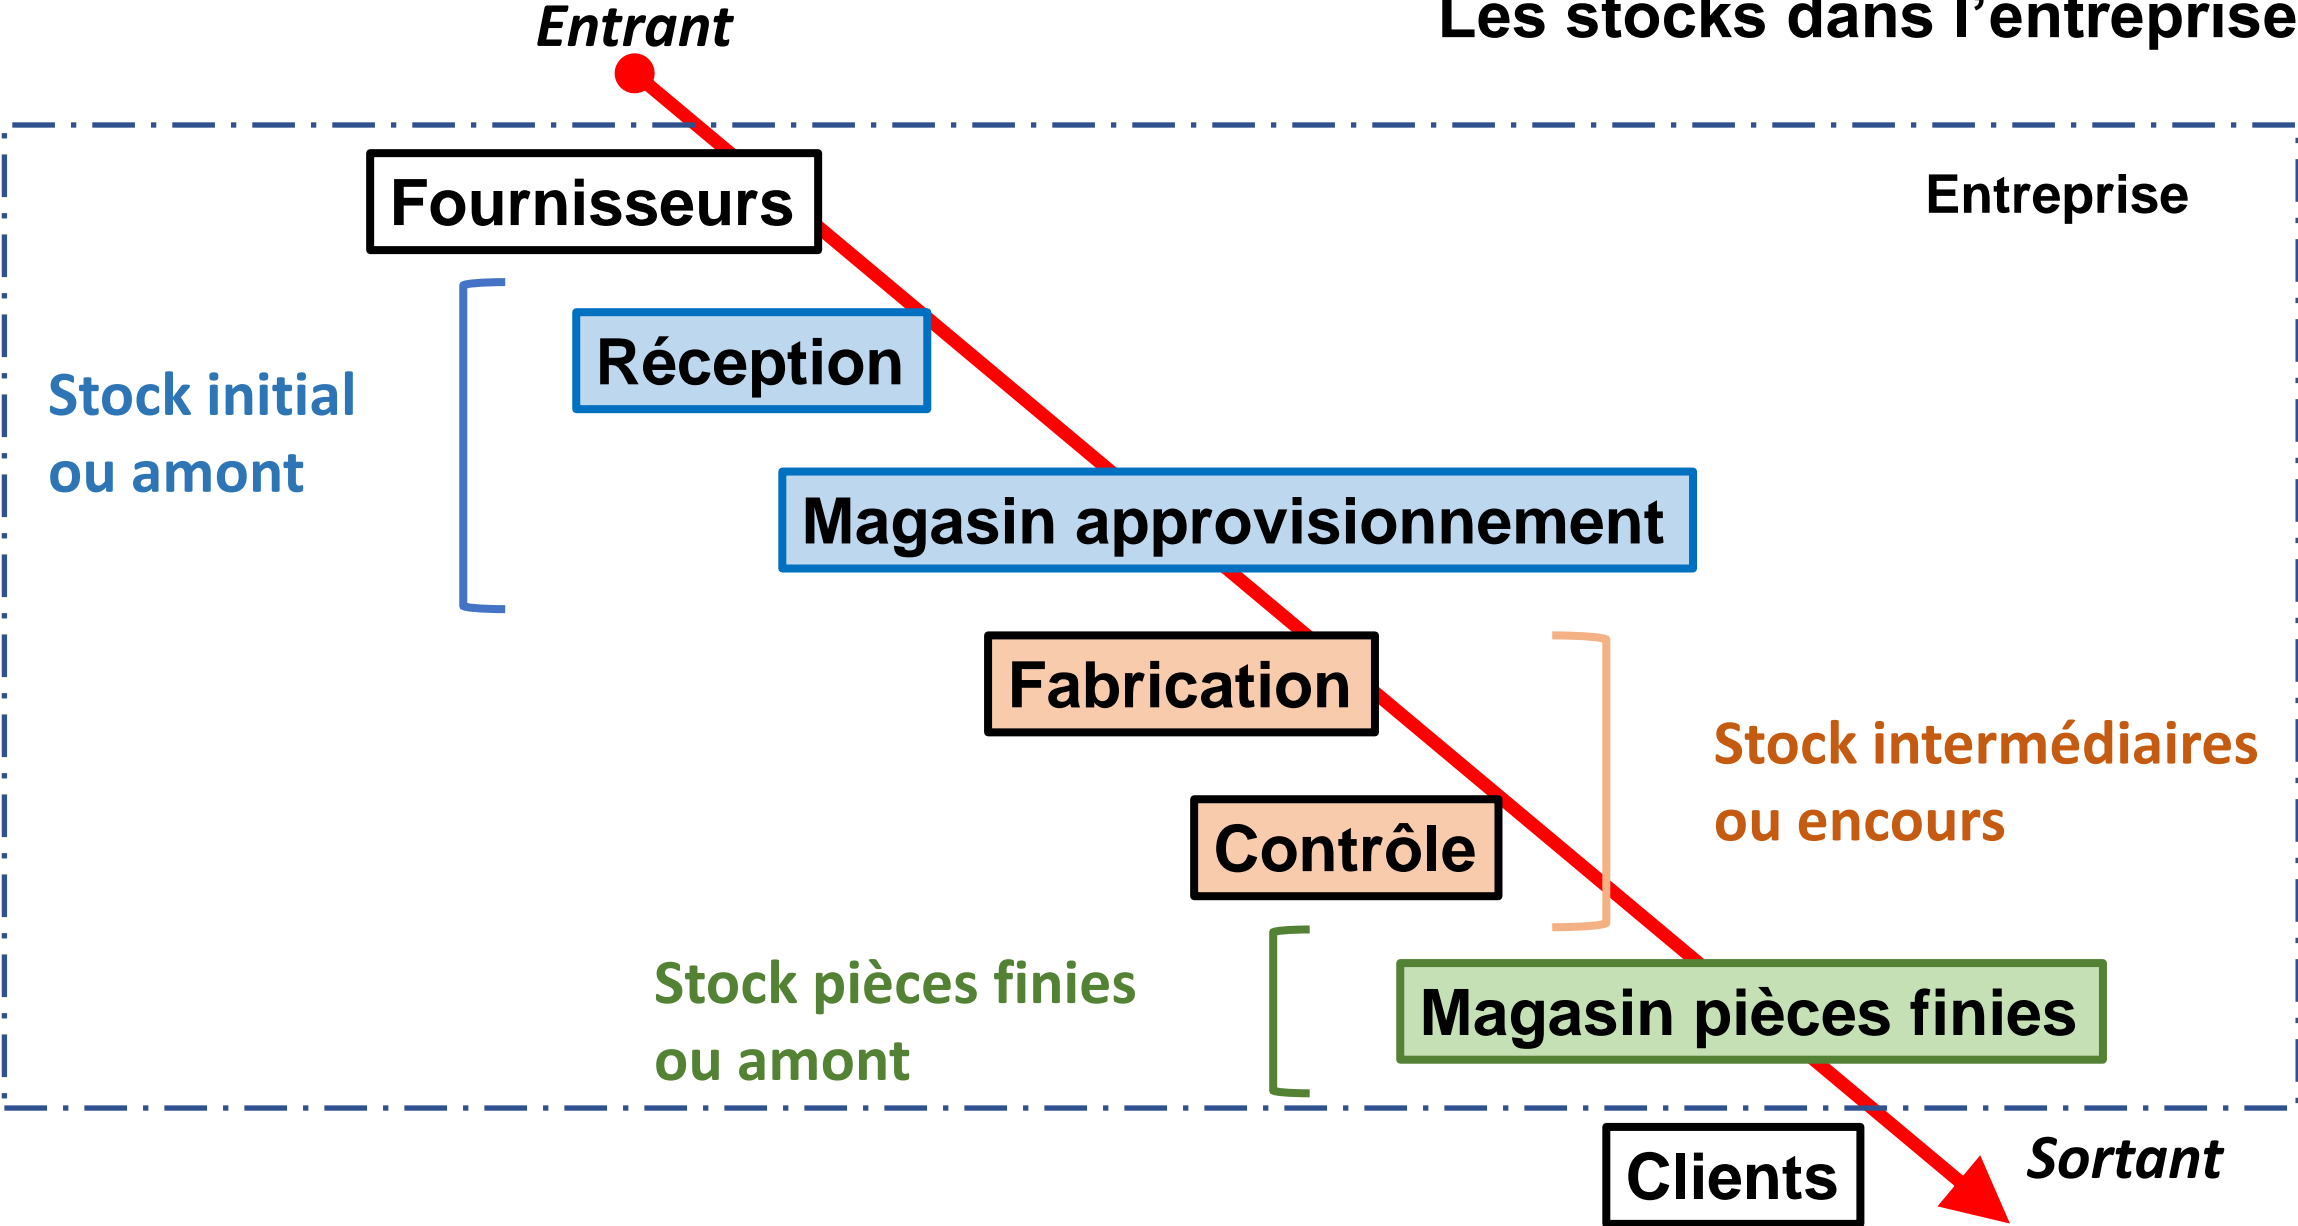 Les stocks dans l'entreprise
Entrant
Fournisseurs
Entreprise
Réception
Stock initial
ou amont
Magasin approvisionnement
Fabrication
Stock intermédiaires
ou encours
Contrôle
Stock pièces finies
ou amont
Magasin pièces finies
Clients
Sortant